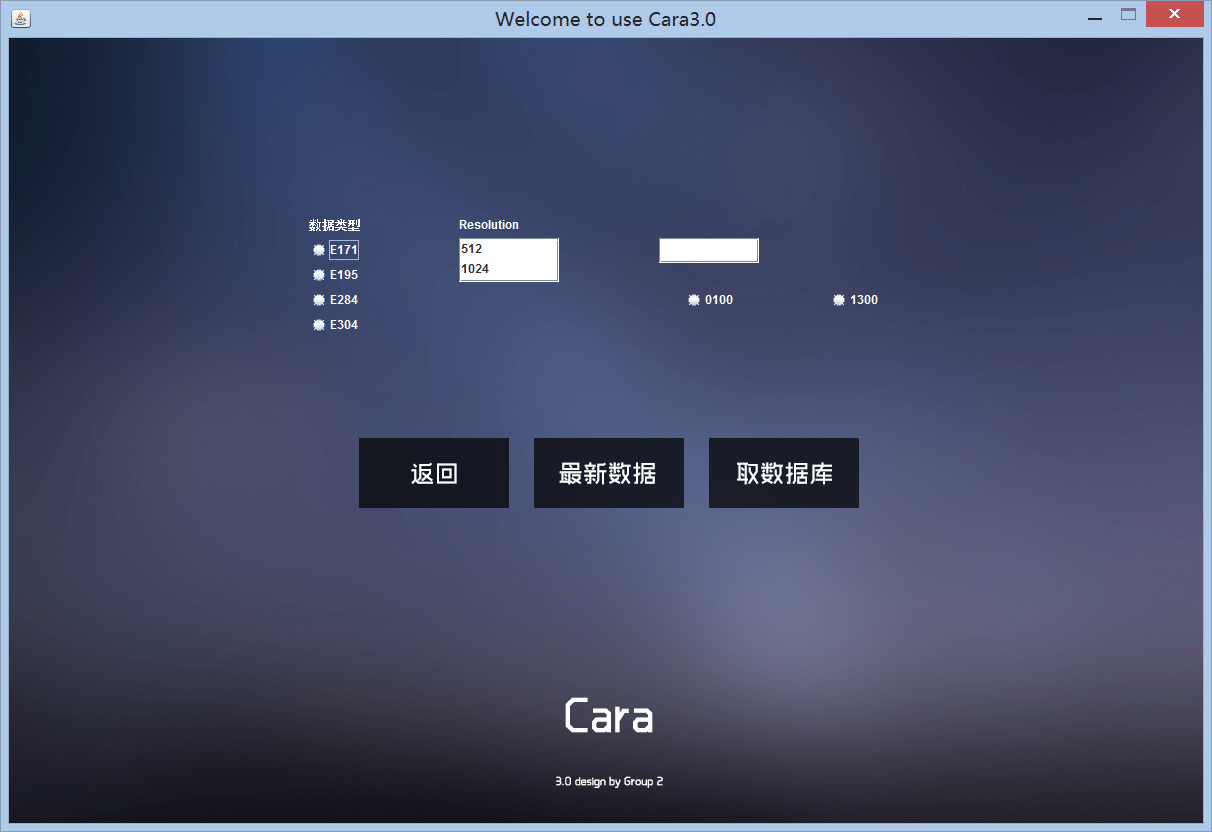 Welcome to use Cara3.0
数据类型
Resolution
E171
512
E195
1024
E284
0100
1300
E304
返回
最新数据
取数据库
Cara
3.0 design by Group 2